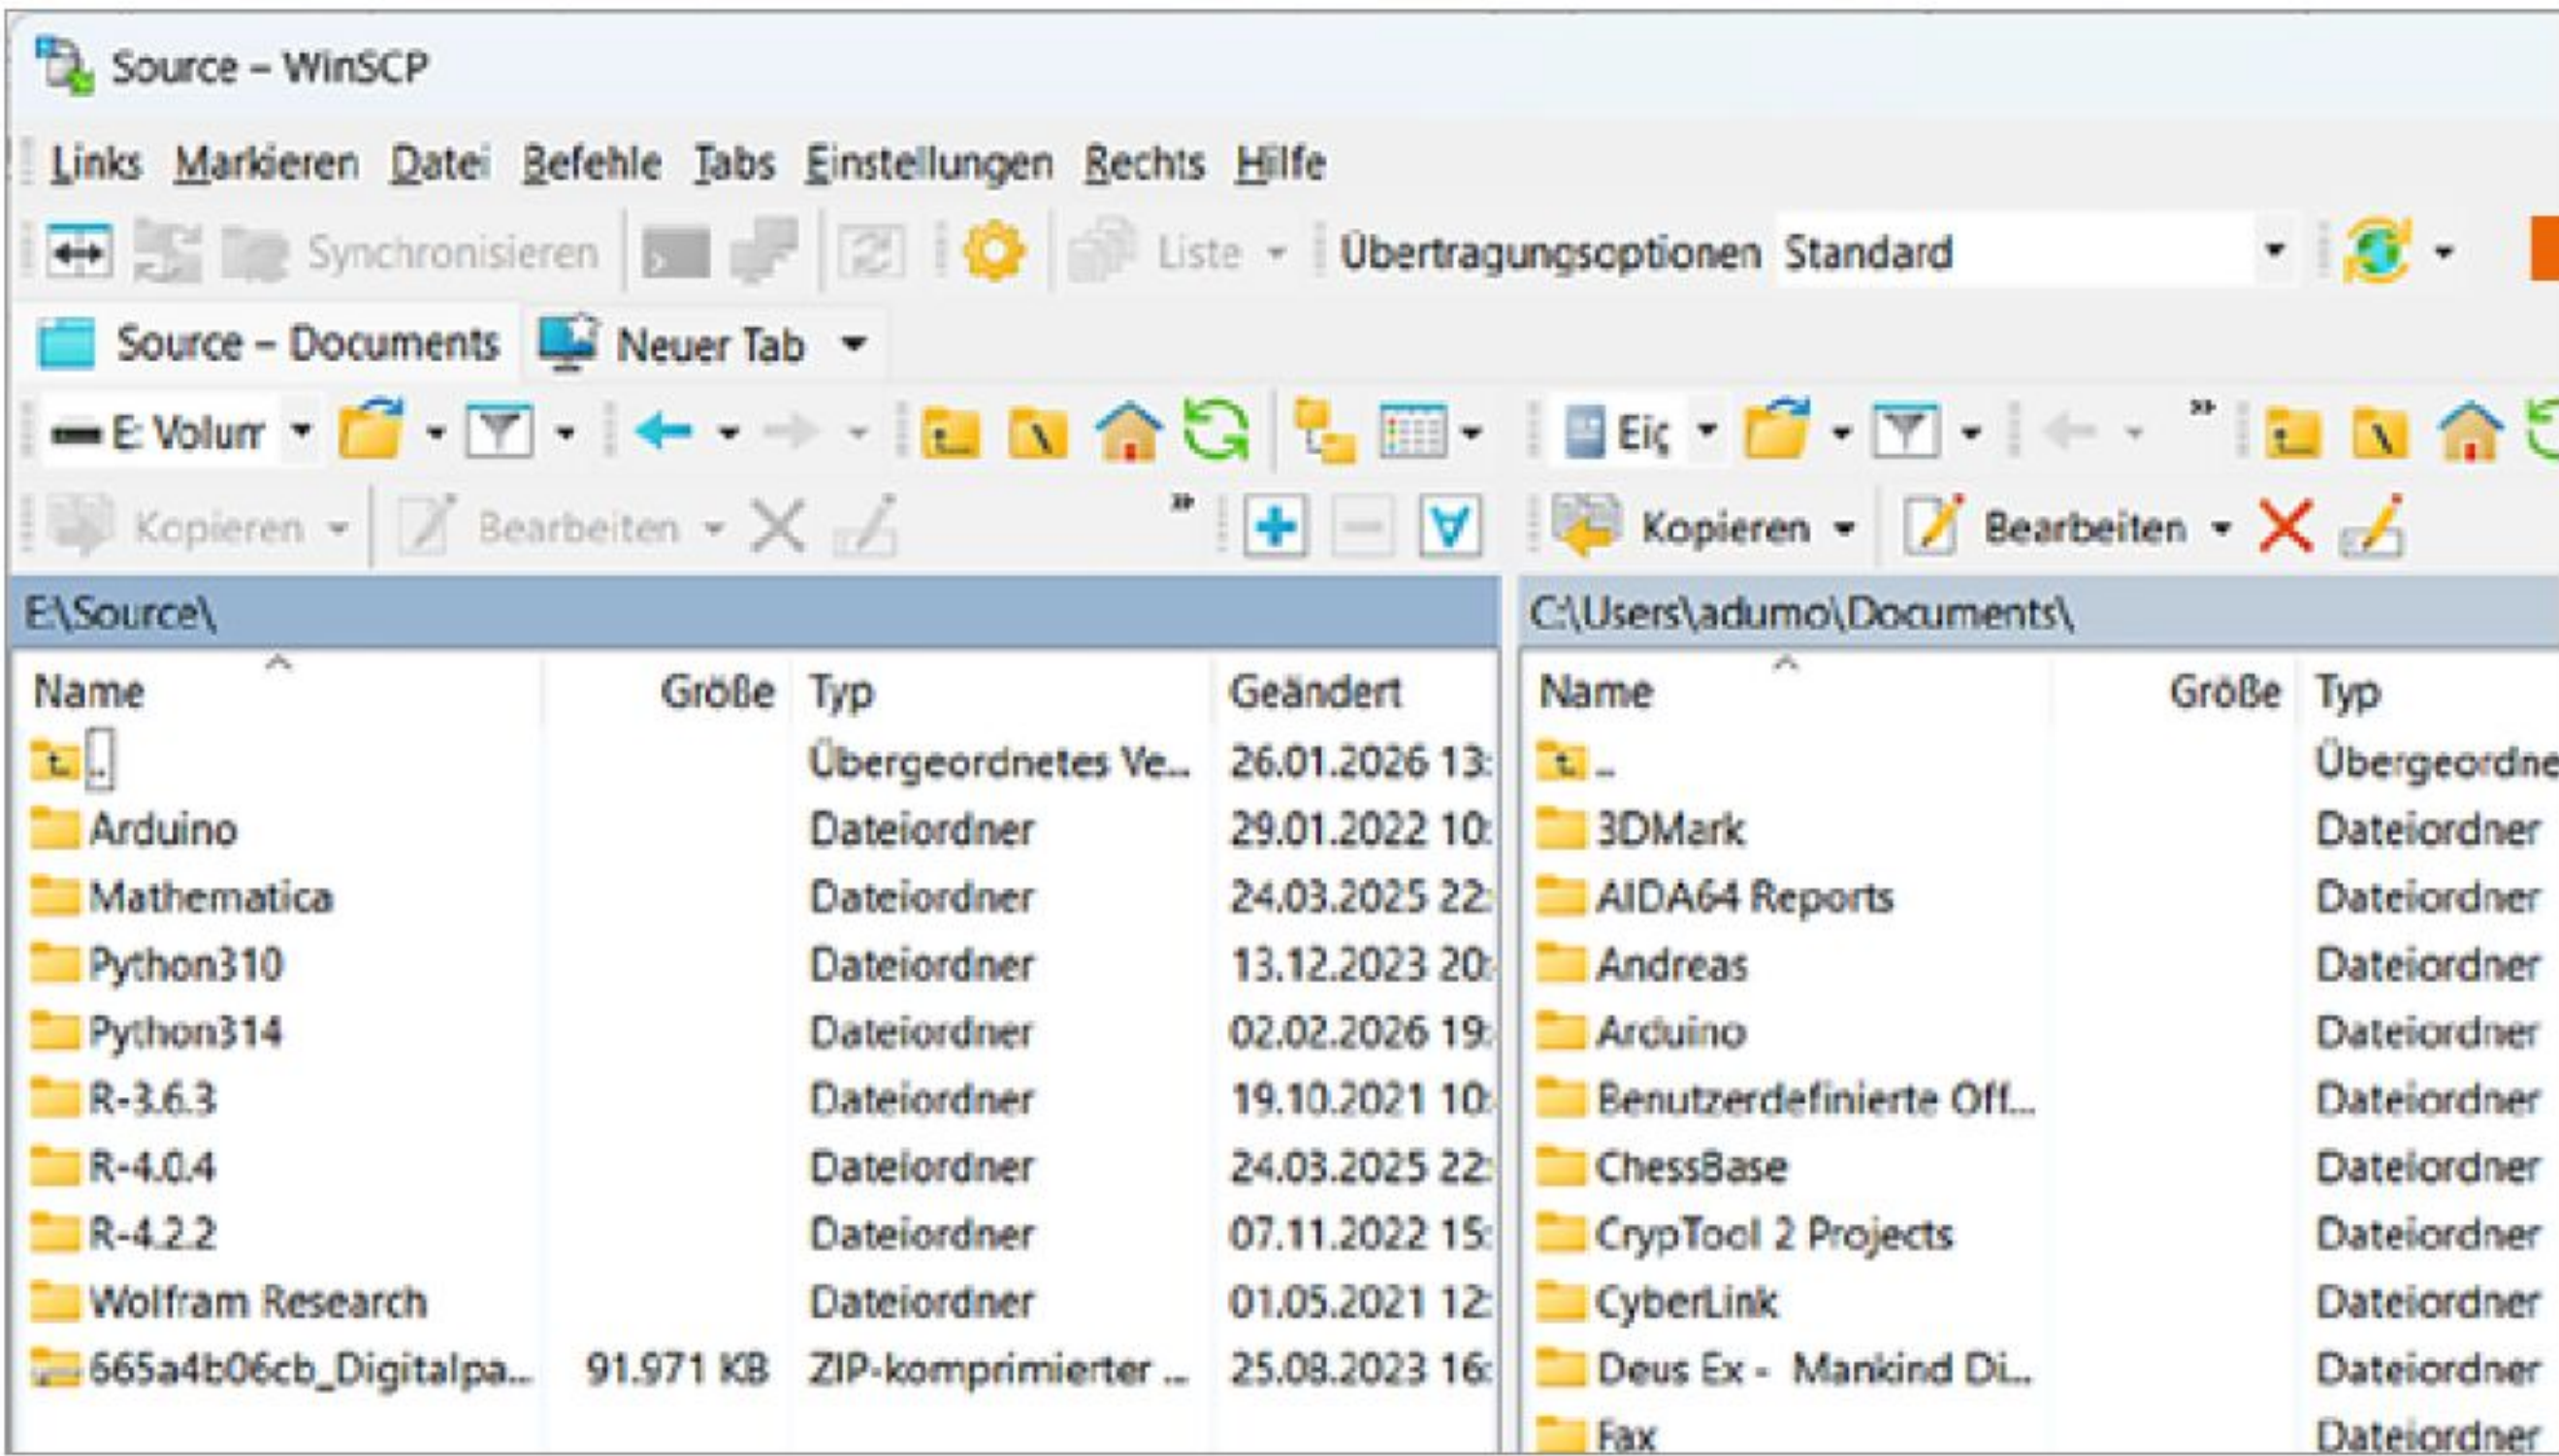 Source – WinSCP
Links Markieren Datei Befehle Tabs Einstellungen Rechts Hilfe
Synchronisieren Liste Übertragungsoptionen Standard
Source – Documents Neuer Tab
E: Volum Eig
Kopieren Bearbeiten Kopieren Bearbeiten
E:\Source\ C:\Users\adumo\Documents\
Name Größe Typ Geändert Name Größe Typ
.. Übergeordnetes Ve... 26.01.2026 13: .. Übergeordne
Arduino Dateiordner 29.01.2022 10: 3DMark Dateiordner
Mathematica Dateiordner 24.03.2025 22: AIDA64 Reports Dateiordner
Python310 Dateiordner 13.12.2023 20: Andreas Dateiordner
Python314 Dateiordner 02.02.2026 19: Arduino Dateiordner
R-3.6.3 Dateiordner 19.10.2021 10: Benutzerdefinierte Off... Dateiordner
R-4.0.4 Dateiordner 24.03.2025 22: ChessBase Dateiordner
R-4.2.2 Dateiordner 07.11.2022 15: CrypTool 2 Projects Dateiordner
Wolfram Research Dateiordner 01.05.2021 12: CyberLink Dateiordner
665a4b06cb_Digitalpa... 91.971 KB ZIP-komprimierter ... 25.08.2023 16: Deus Ex - Mankind Di... Dateiordner
Fax Dateiordner